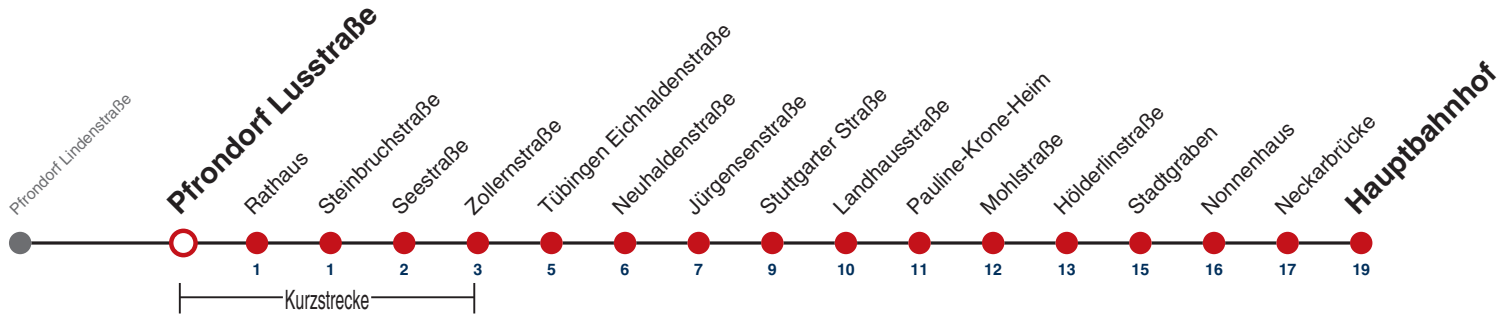 Pfrondorf Lindenstraße
Pfrondorf Lusstraße
Rathaus
Steinbruchstraße
Seestraße
Zollernstraße
Tübingen Eichhaldenstraße
Neuhaldenstraße
Jürgensenstraße
Stuttgarter Straße
Landhausstraße
Pauline-Krone-Heim
Mohlstraße
Hölderlinstraße
Stadtgraben
Nonnenhaus
Neckarbrücke
Hauptbahnhof
1 1 2 3 5 6 7 9 10 11 12 13 15 16 17 19
Kurzstrecke